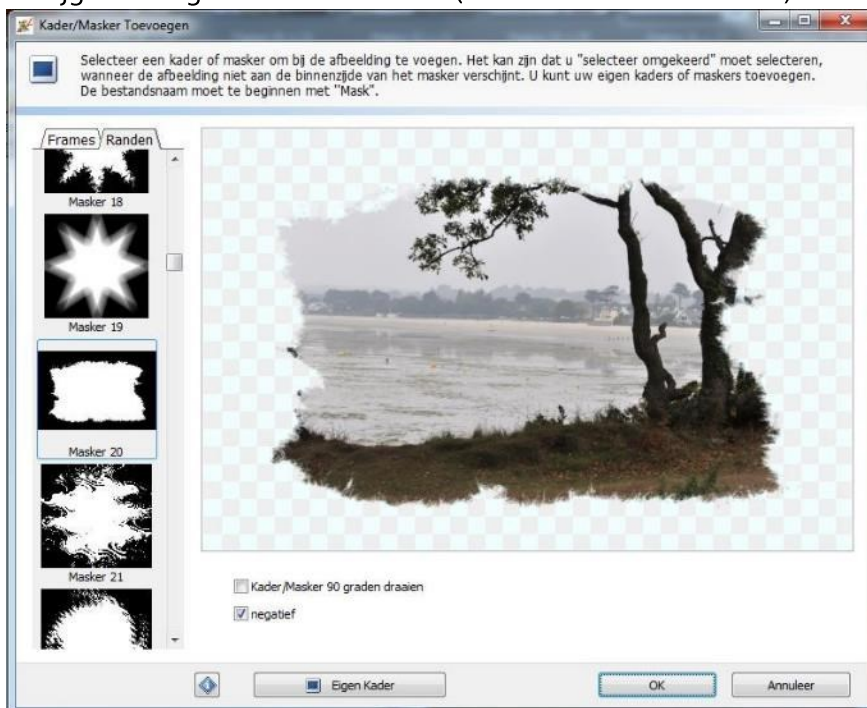 Kader/Masker Toevoegen
Selecteer een kader of masker om bij de afbeelding te voegen. Het kan zijn dat u "selecteer omgekeerd" moet selecteren,
wanneer de afbeelding niet aan de binnenzijde van het masker verschijnt. U kunt uw eigen kaders of maskers toevoegen.
De bestandsnaam moet te beginnen met "Mask".
Frames Randen
Masker 18
Masker 19
Masker 20
Masker 21
Kader/Masker 90 graden draaien
negatief
Eigen Kader
OK
Annuleer